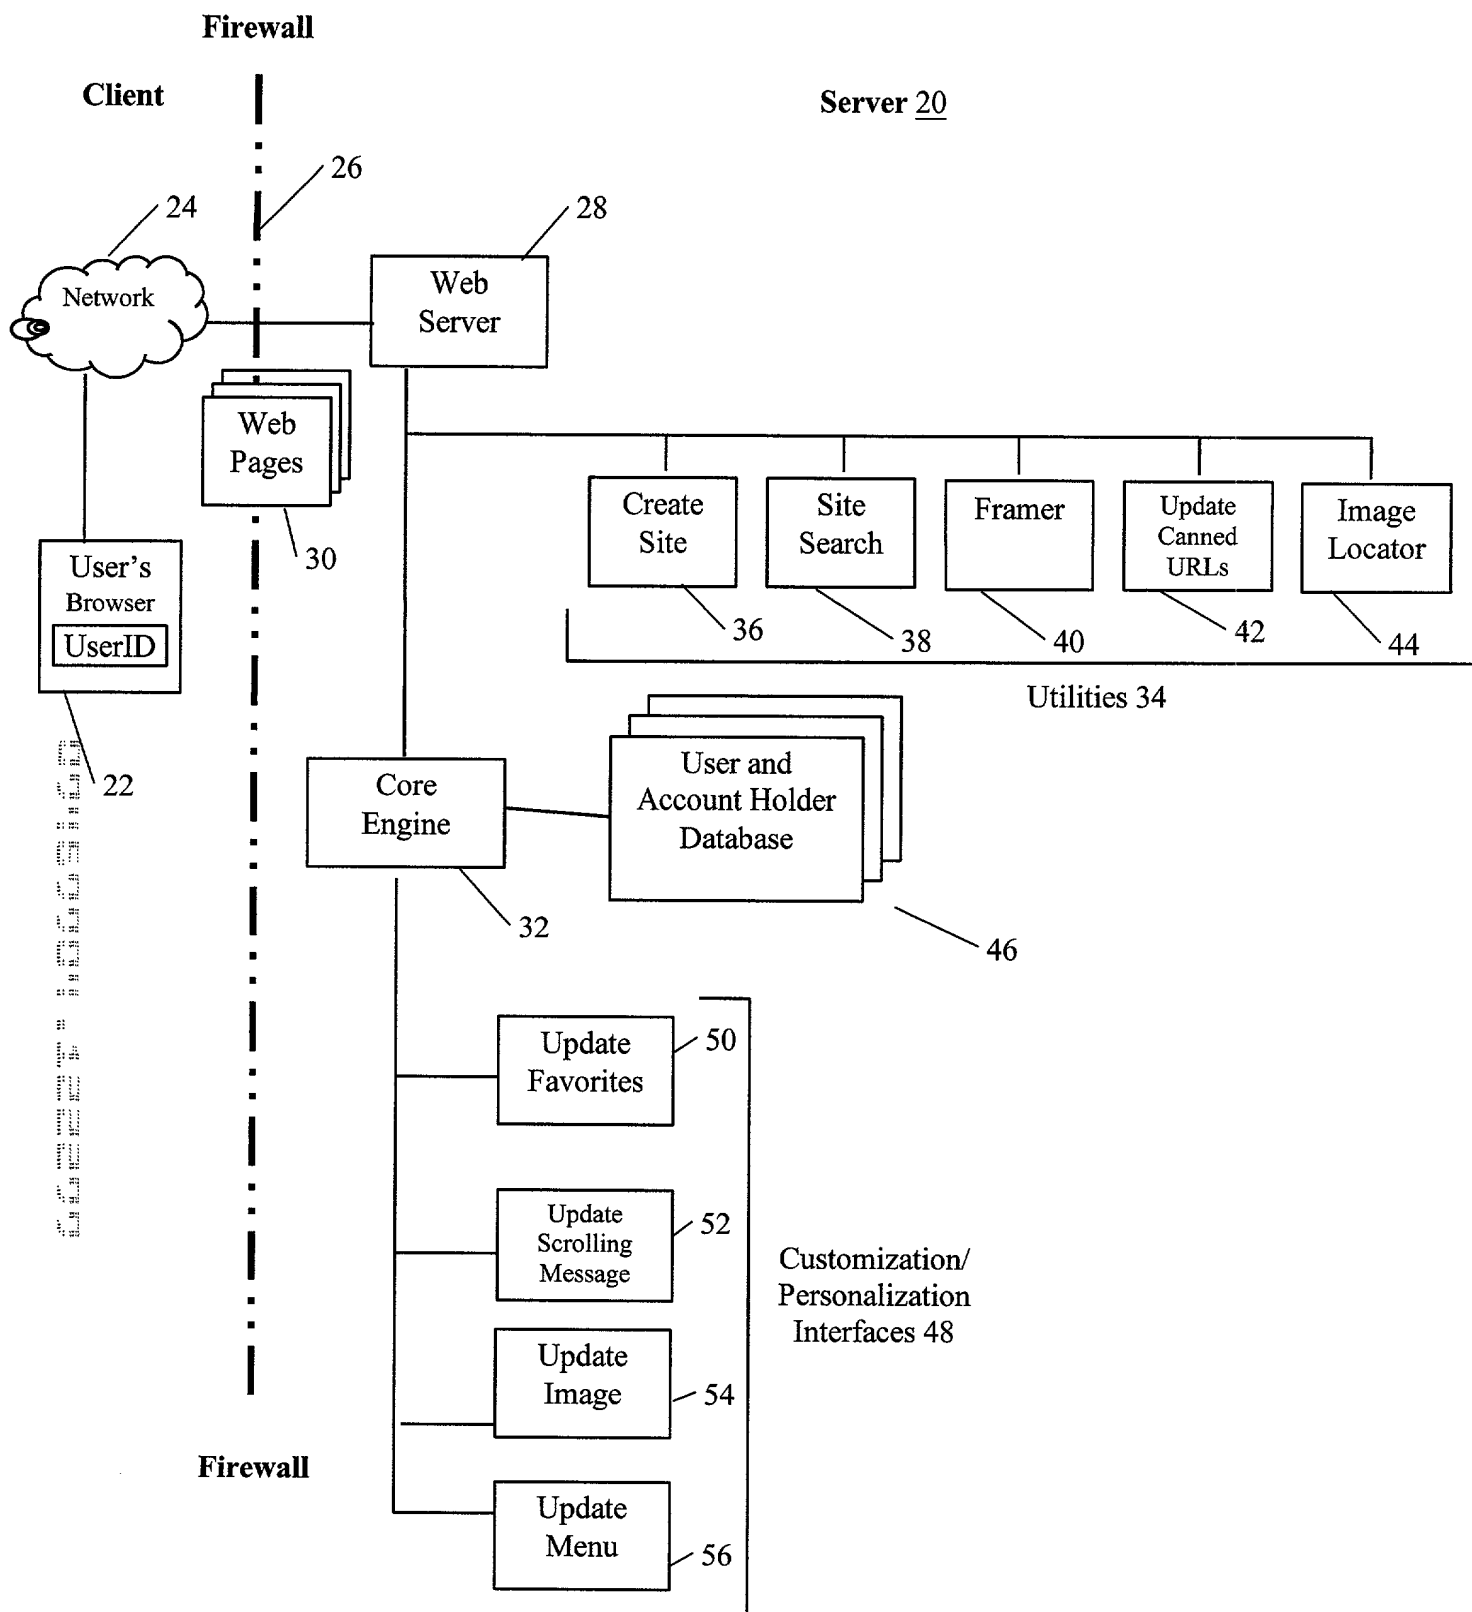 Firewall
Client
Server 20
26
24
28
Network
Web
Server
Web
Pages
30
User's
Browser
UserID
22
Create
Site
36
Site
Search
38
Framer
40
Update
Canned
URLs
42
Image
Locator
44
Utilities 34
Core
Engine
32
User and
Account Holder
Database
46
Update
Favorites
50
Update
Scrolling
Message
52
Update
Image
54
Update
Menu
56
Customization/
Personalization
Interfaces 48
Firewall